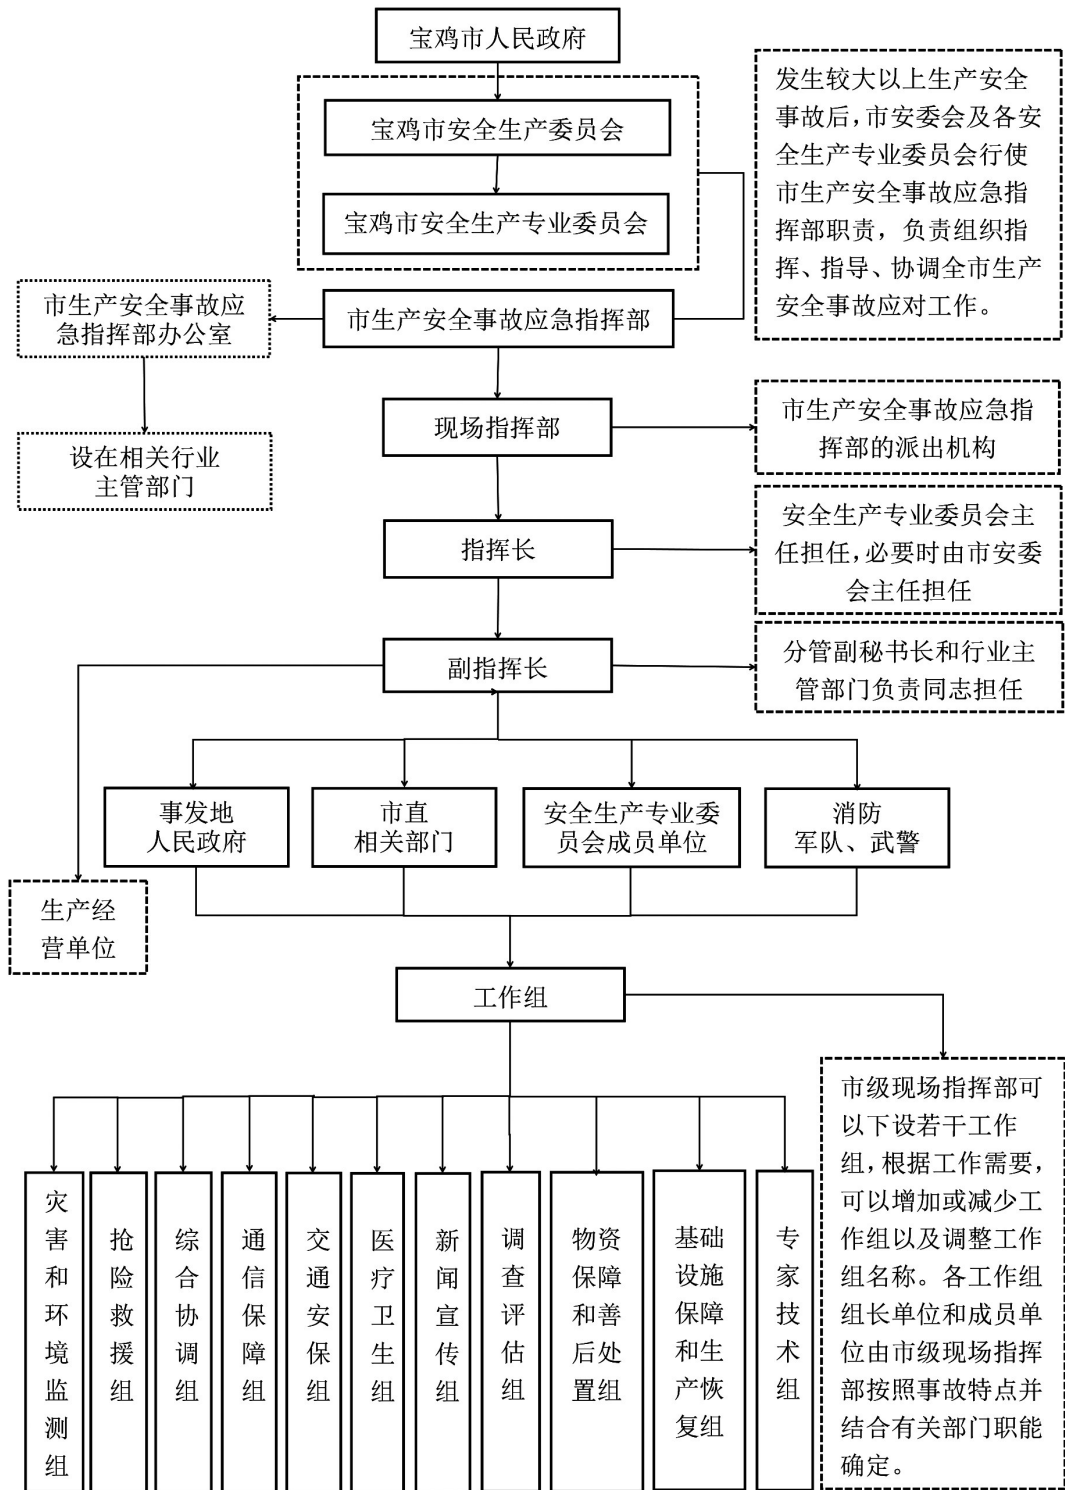 宝鸡市人民政府
宝鸡市安全生产委员会
宝鸡市安全生产专业委员会
发生较大以上生产安全
事故后,市安委会及各安
全生产专业委员会行使
市生产安全事故应急指
挥部职责，负责组织指
挥、指导、协调全市生产
安全事故应对工作。
市生产安全事故应
急指挥部办公室
市生产安全事故应急指挥部
设在相关行业
主管部门
现场指挥部
市生产安全事故应急指
挥部的派出机构
指挥长
安全生产专业委员会主
任担任,必要时由市安委
会主任担任
副指挥长
分管副秘书长和行业主
管部门负责同志担任
事发地
人民政府
市直
相关部门
安全生产专业委
员会成员单位
消防
军队、武警
生产经
营单位
工作组
灾害和环境监测组
抢险救援组
综合协调组
通信保障组
交通安保组
医疗卫生组
新闻宣传组
调查评估组
物资
保障
和善
后处
置组
基础
设施
保障
和生
产恢
复组
专家技术组
市级现场指挥部可
以下设若干工作
组,根据工作需要,
可以增加或减少工
作组以及调整工作
组名称。各工作组
组长单位和成员单
位由市级现场指挥
部按照事故特点并
结合有关部门职能
确定。